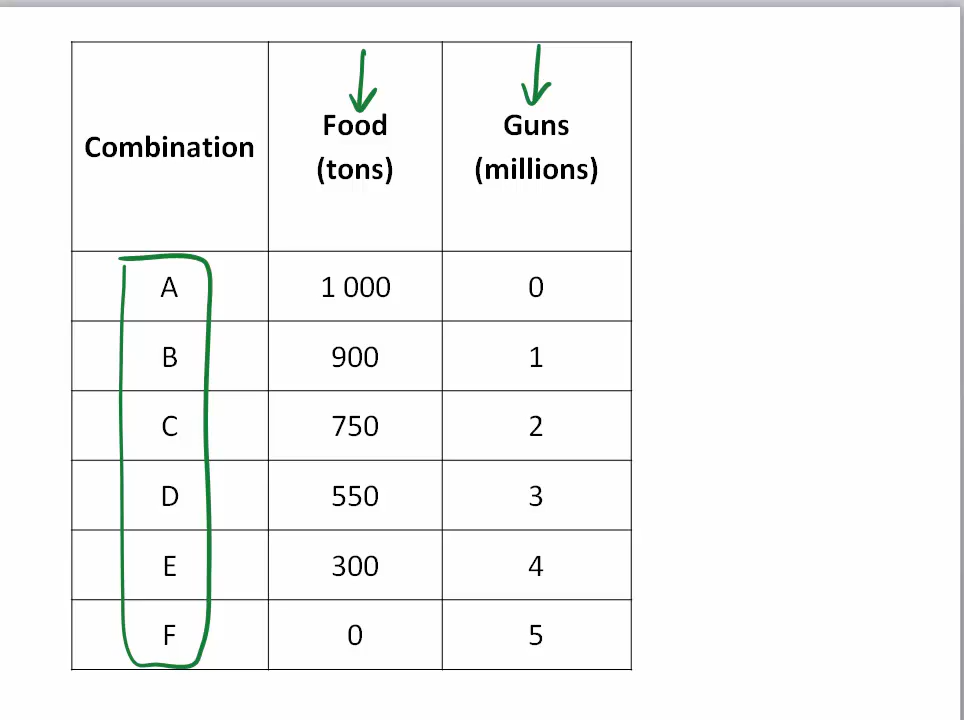 Combination Food (tons) Guns (millions)
A 1 000 0
B 900 1
C 750 2
D 550 3
E 300 4
F 0 5